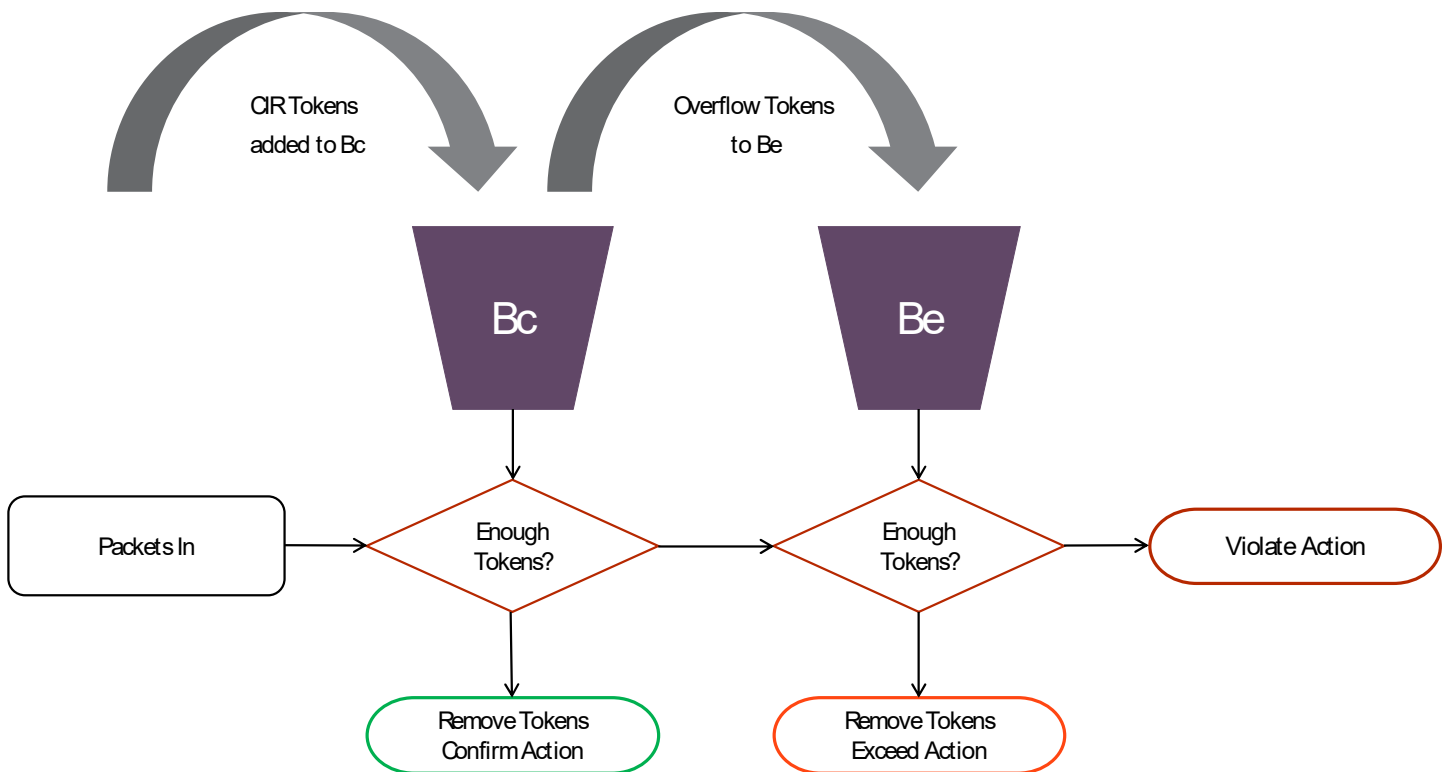 CIR Tokens
added to Bc
Overflow Tokens
to Be
Bc
Be
Packets In
Enough
Tokens?
Enough
Tokens?
Violate Action
Remove Tokens
Confirm Action
Remove Tokens
Exceed Action